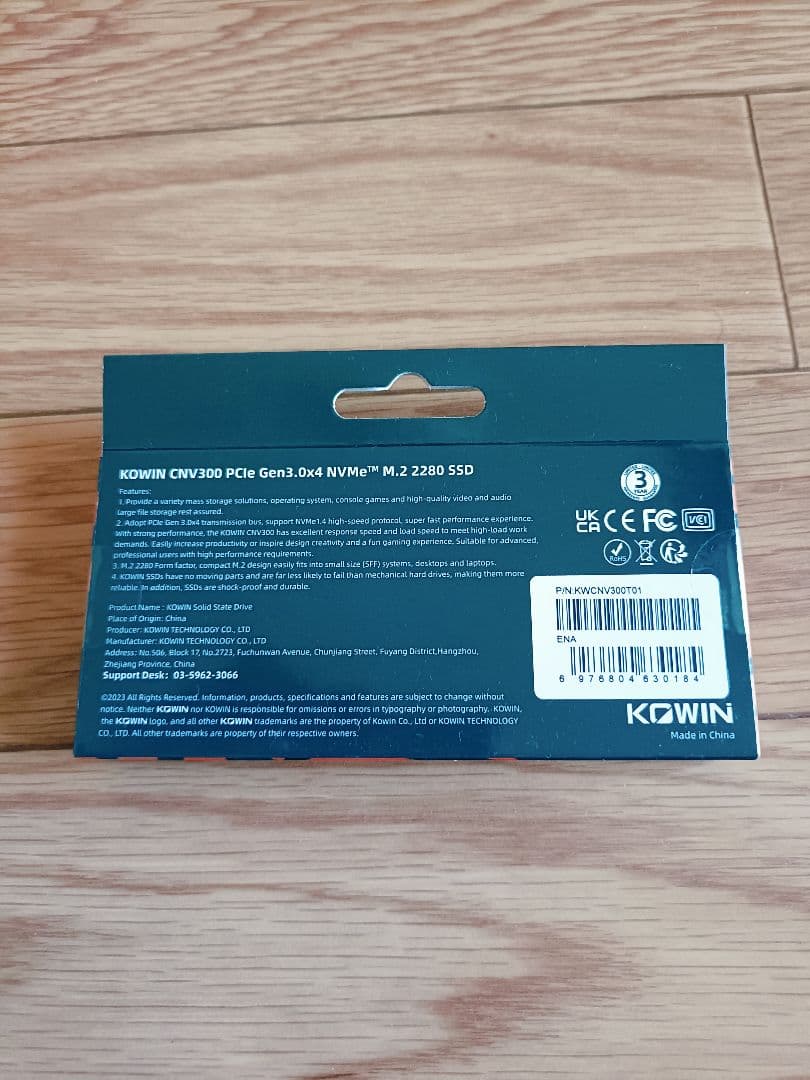 KOWIN CNV300 PCIe Gen3.0x4 NVMe™ M.2 2280 SSD
Features:
1. Provide a variety mass storage solutions, operating system, console games and high-quality video and audio
large file storage rest assured.
2. Adopt PCIe Gen 3.0x4 transmission bus, support NVMe1.4 high-speed protocol, super fast performance experience.
With strong performance, the KOWIN CNV300 has excellent response speed and load speed to meet high-load work
demands. Easily increase productivity or inspire design creativity and a fun gaming experience. Suitable for advanced,
professional users with high performance requirements.
3. M.2 2280 Form factor, compact M.2 design easily fits into small size (SFF) systems, desktops and laptops.
4. KOWIN SSDs have no moving parts and are far less likely to fail than mechanical hard drives, making them more
reliable. In addition, SSDs are shock-proof and durable.
Product Name : KOWIN Solid State Drive
Place of Origin: China
Producer: KOWIN TECHNOLOGY CO., LTD
Manufacturer: KOWIN TECHNOLOGY CO., LTD
Address: No.506, Block 17, No.2723, Fuchunwan Avenue, Chunjiang Street, Fuyang District,Hangzhou,
Zhejiang Province, China
Support Desk: 03-5962-3066
©2023 All Rights Reserved. Information, products, specifications and features are subject to change without
notice. Neither KOWIN nor KOWIN is responsible for omissions or errors in typography or photography. KOWIN,
the KOWIN logo, and all other KOWIN trademarks are the property of Kowin Co., Ltd or KOWIN TECHNOLOGY
CO., LTD. All other trademarks are property of their respective owners.
3
YEAR
UK
CA CE FC VCI
RoHS
P/N:KWCNV300T01
ENA
6 976804 630184
KOWIN
Made in China